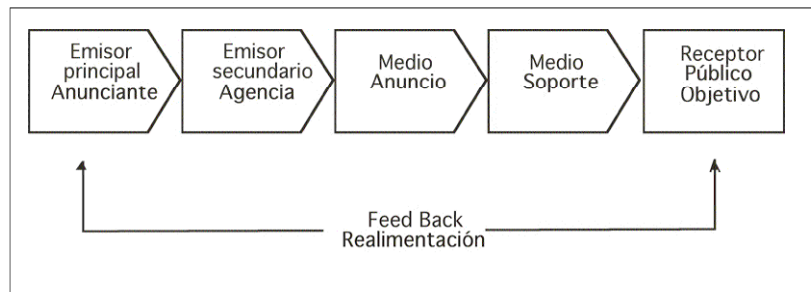 Emisor
principal
Anunciante
Emisor
secundario
Agencia
Medio
Anuncio
Medio
Soporte
Receptor
Público
Objetivo
Feed Back
Realimentación